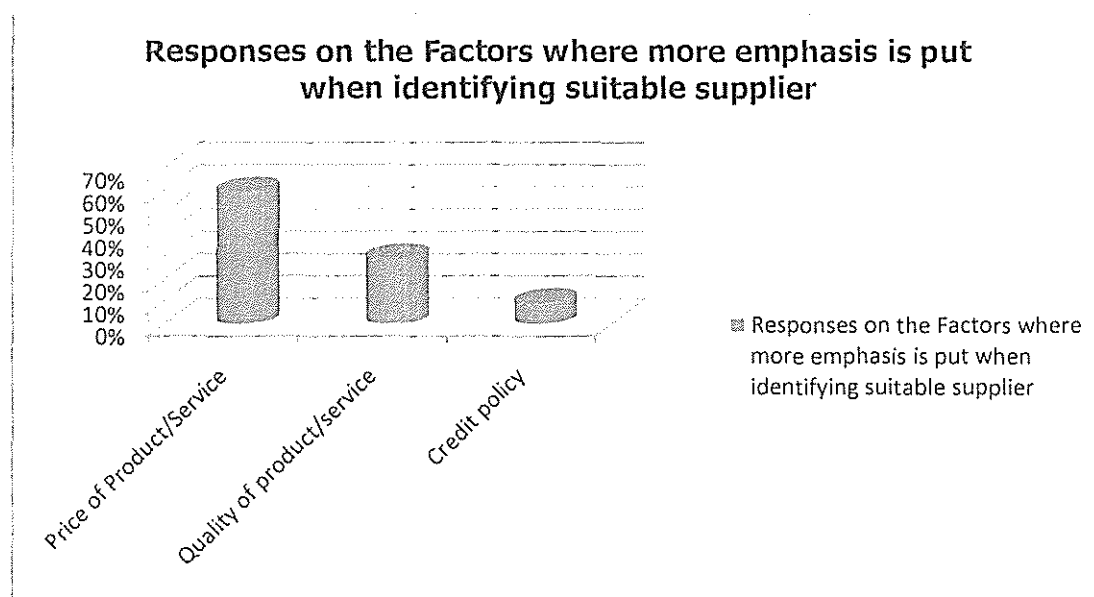 Responses on the Factors where more emphasis is put
when identifying suitable supplier
70%
60%
50%
40%
30%
20%
10%
0%
Price of Product/Service
Quality of product/service
Credit policy
Responses on the Factors where
more emphasis is put when
identifying suitable supplier